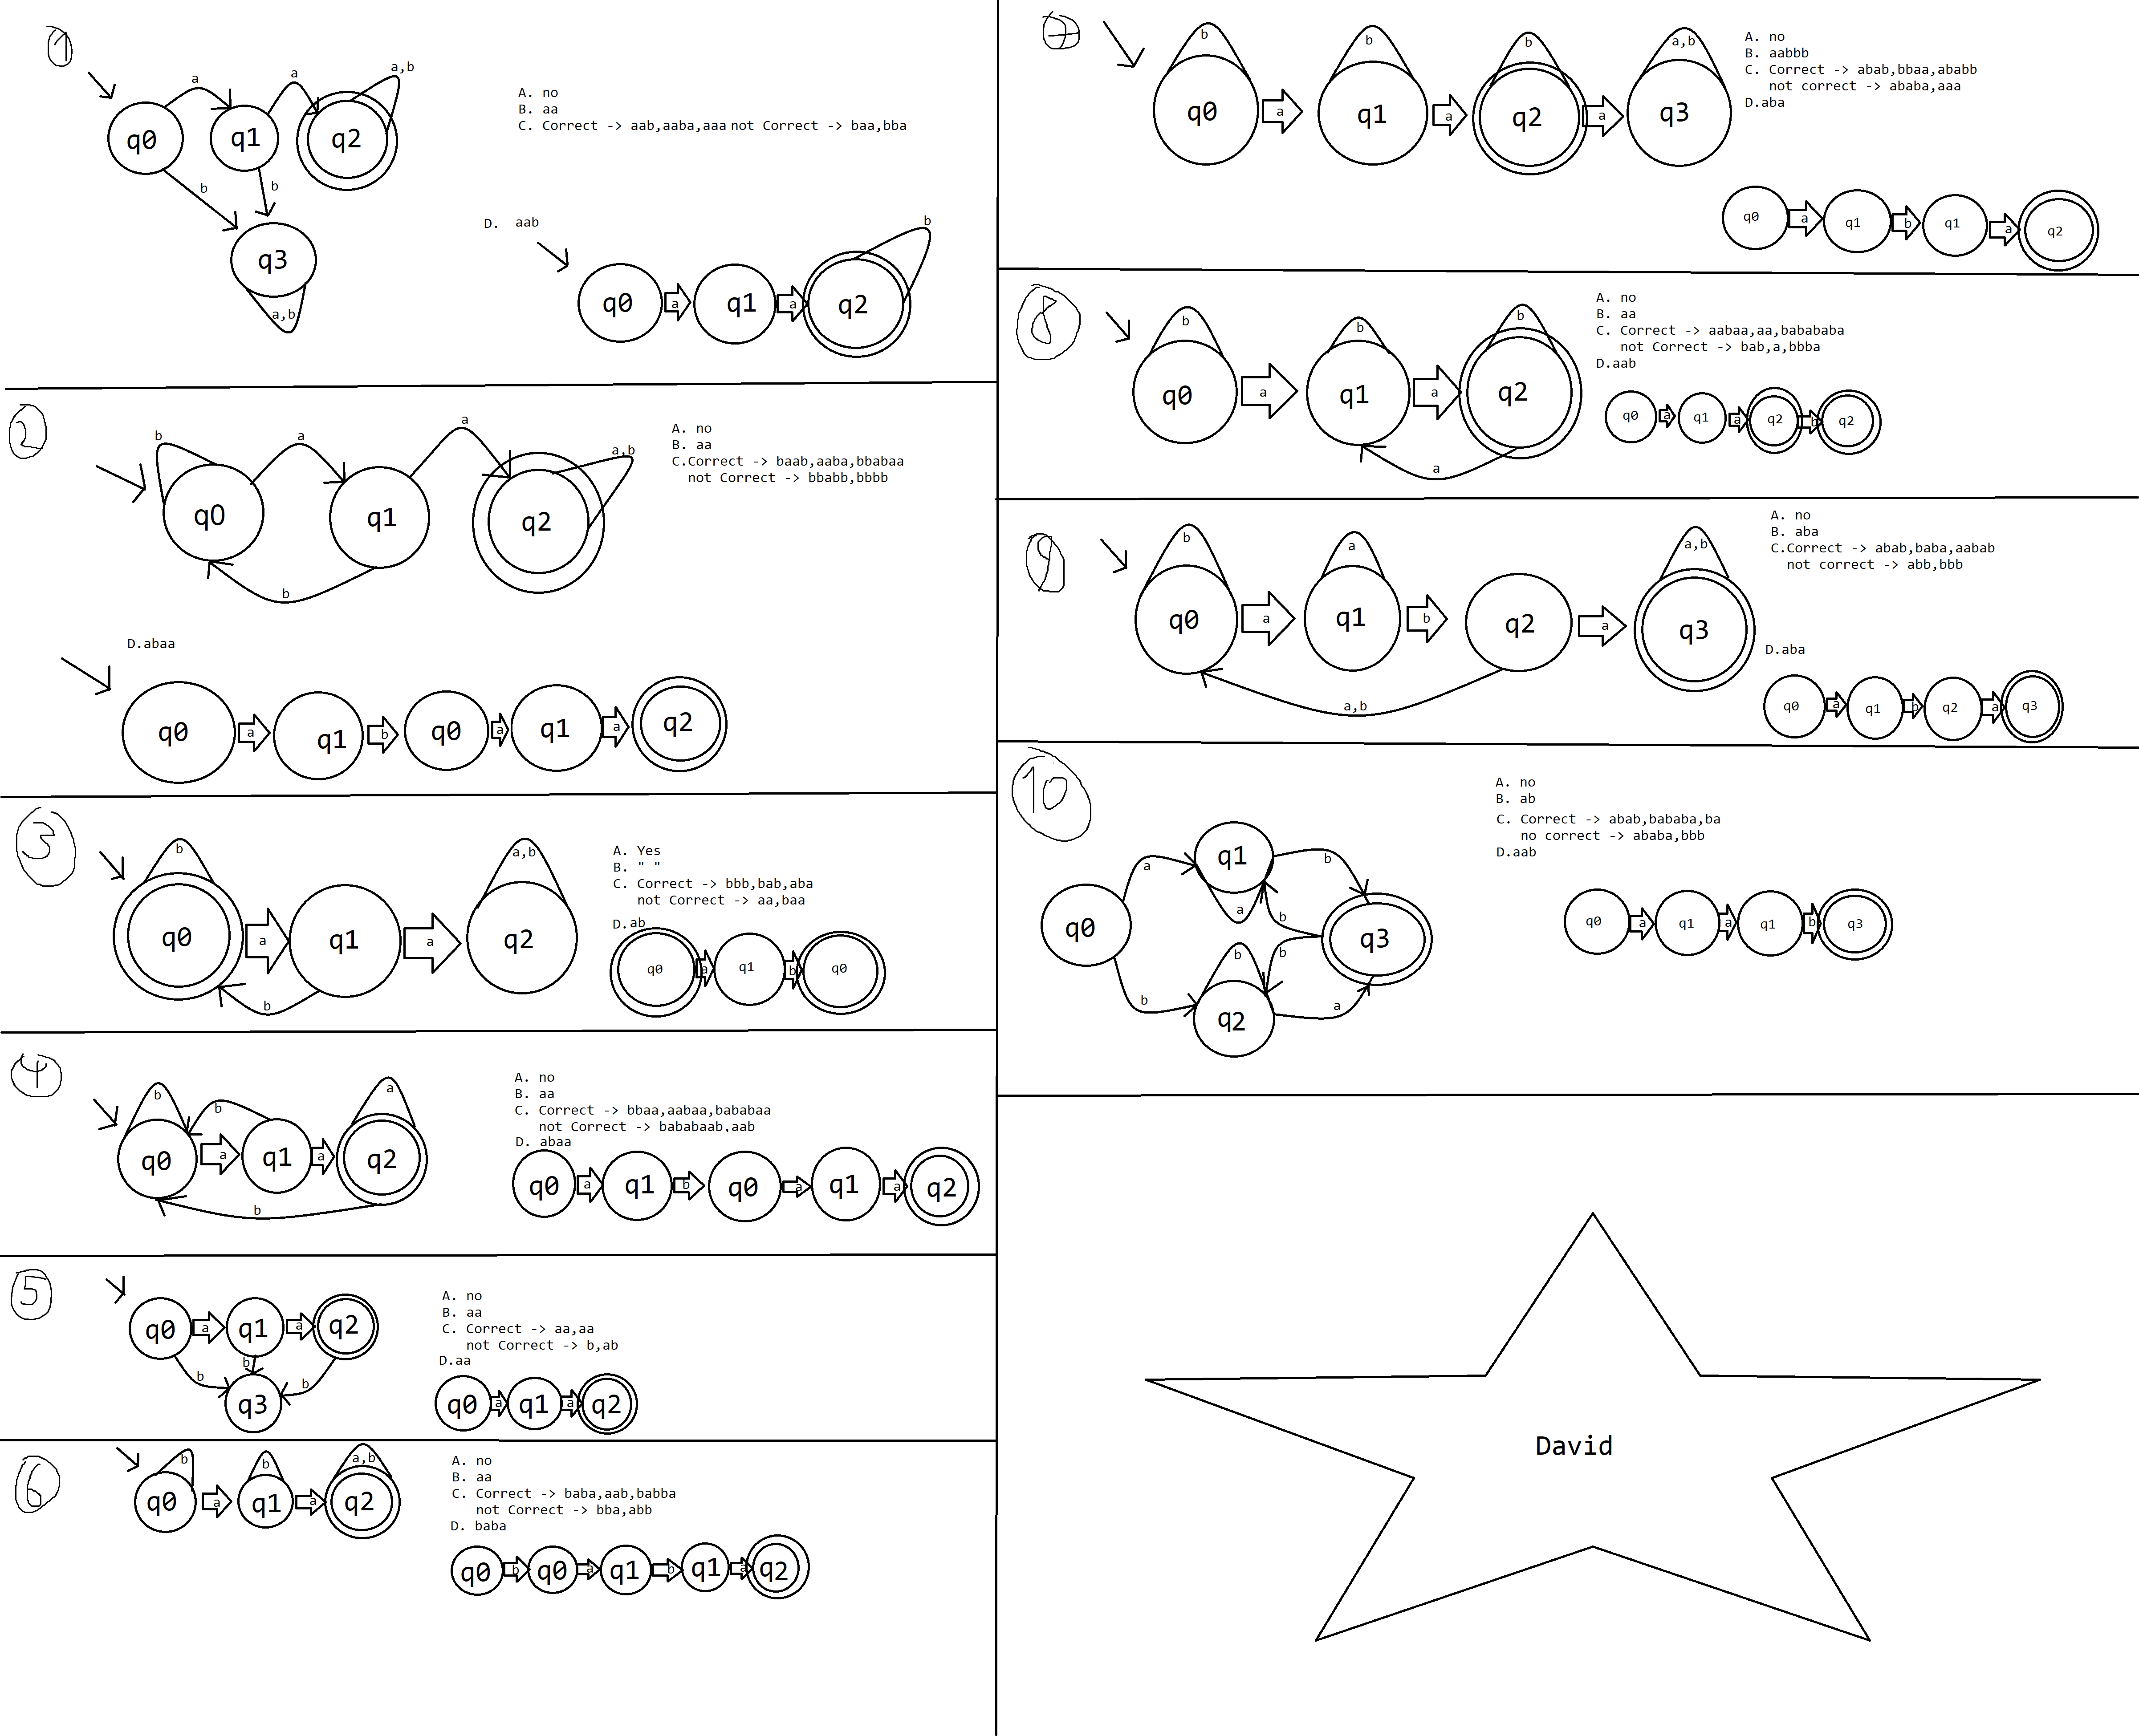 1
a
a
a,b
q0
q1
q2
b
b
q3
a,b
A. no
B. aa
C. Correct -> aab,aaba,aaa not Correct -> baa,bba
D. aab
b
q0
a
q1
a
q2
2
b
a
a
a,b
q0
q1
q2
b
A. no
B. aa
C.Correct -> baab,aaba,bbabaa
not Correct -> bbabb,bbbb
D.abaa
q0
a
q1
b
q0
a
q1
a
q2
3
b
a,b
q0
a
q1
a
q2
b
A. Yes
B. " "
C. Correct -> bbb,bab,aba
not Correct -> aa,baa
D.ab
q0
a
q1
b
q0
4
b
b
a
q0
a
q1
a
q2
b
A. no
B. aa
C. Correct -> bbaa,aabaa,bababaa
not Correct -> bababaab,aab
D. abaa
q0
a
q1
b
q0
a
q1
a
q2
5
q0
a
q1
a
q2
b
b
b
q3
A. no
B. aa
C. Correct -> aa,aa
not Correct -> b,ab
D.aa
q0
a
q1
a
q2
6
b
b
a,b
q0
a
q1
a
q2
A. no
B. aa
C. Correct -> baba,aab,babba
not Correct -> bba,abb
D. baba
q0
b
q0
a
q1
b
q1
a
q2
7
b
b
b
a,b
q0
a
q1
a
q2
a
q3
A. no
B. aabbb
C. Correct -> abab,bbaa,ababb
not correct -> ababa,aaa
D.aba
q0
a
q1
b
q1
a
q2
8
b
b
b
q0
a
q1
a
q2
a
A. no
B. aa
C. Correct -> aabaa,aa,babababa
not Correct -> bab,a,bbba
D.aab
q0
a
q1
a
q2
b
q2
9
b
a
a,b
q0
a
q1
b
q2
a
q3
a,b
A. no
B. aba
C.Correct -> abab,baba,aabab
not correct -> abb,bbb
D.aba
q0
a
q1
b
q2
a
q3
10
q1
a
b
a
b
q0
q3
b
b
b
q2
a
A. no
B. ab
C. Correct -> abab,bababa,ba
no correct -> ababa,bbb
D.aab
q0
a
q1
a
q1
b
q3
David